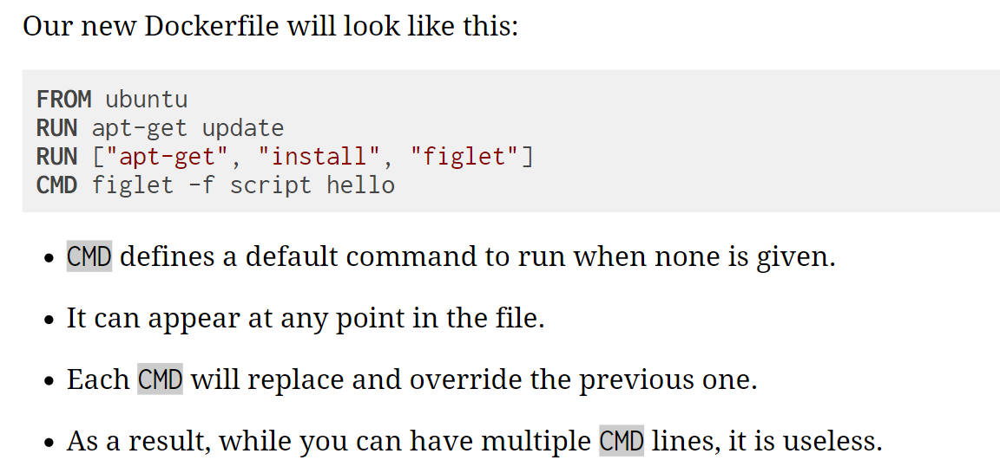 Our new Dockerfile will look like this:
FROM ubuntu
RUN apt-get update
RUN ["apt-get", "install", "figlet"]
CMD figlet -f script hello
• CMD defines a default command to run when none is given.
• It can appear at any point in the file.
• Each CMD will replace and override the previous one.
• As a result, while you can have multiple CMD lines, it is useless.